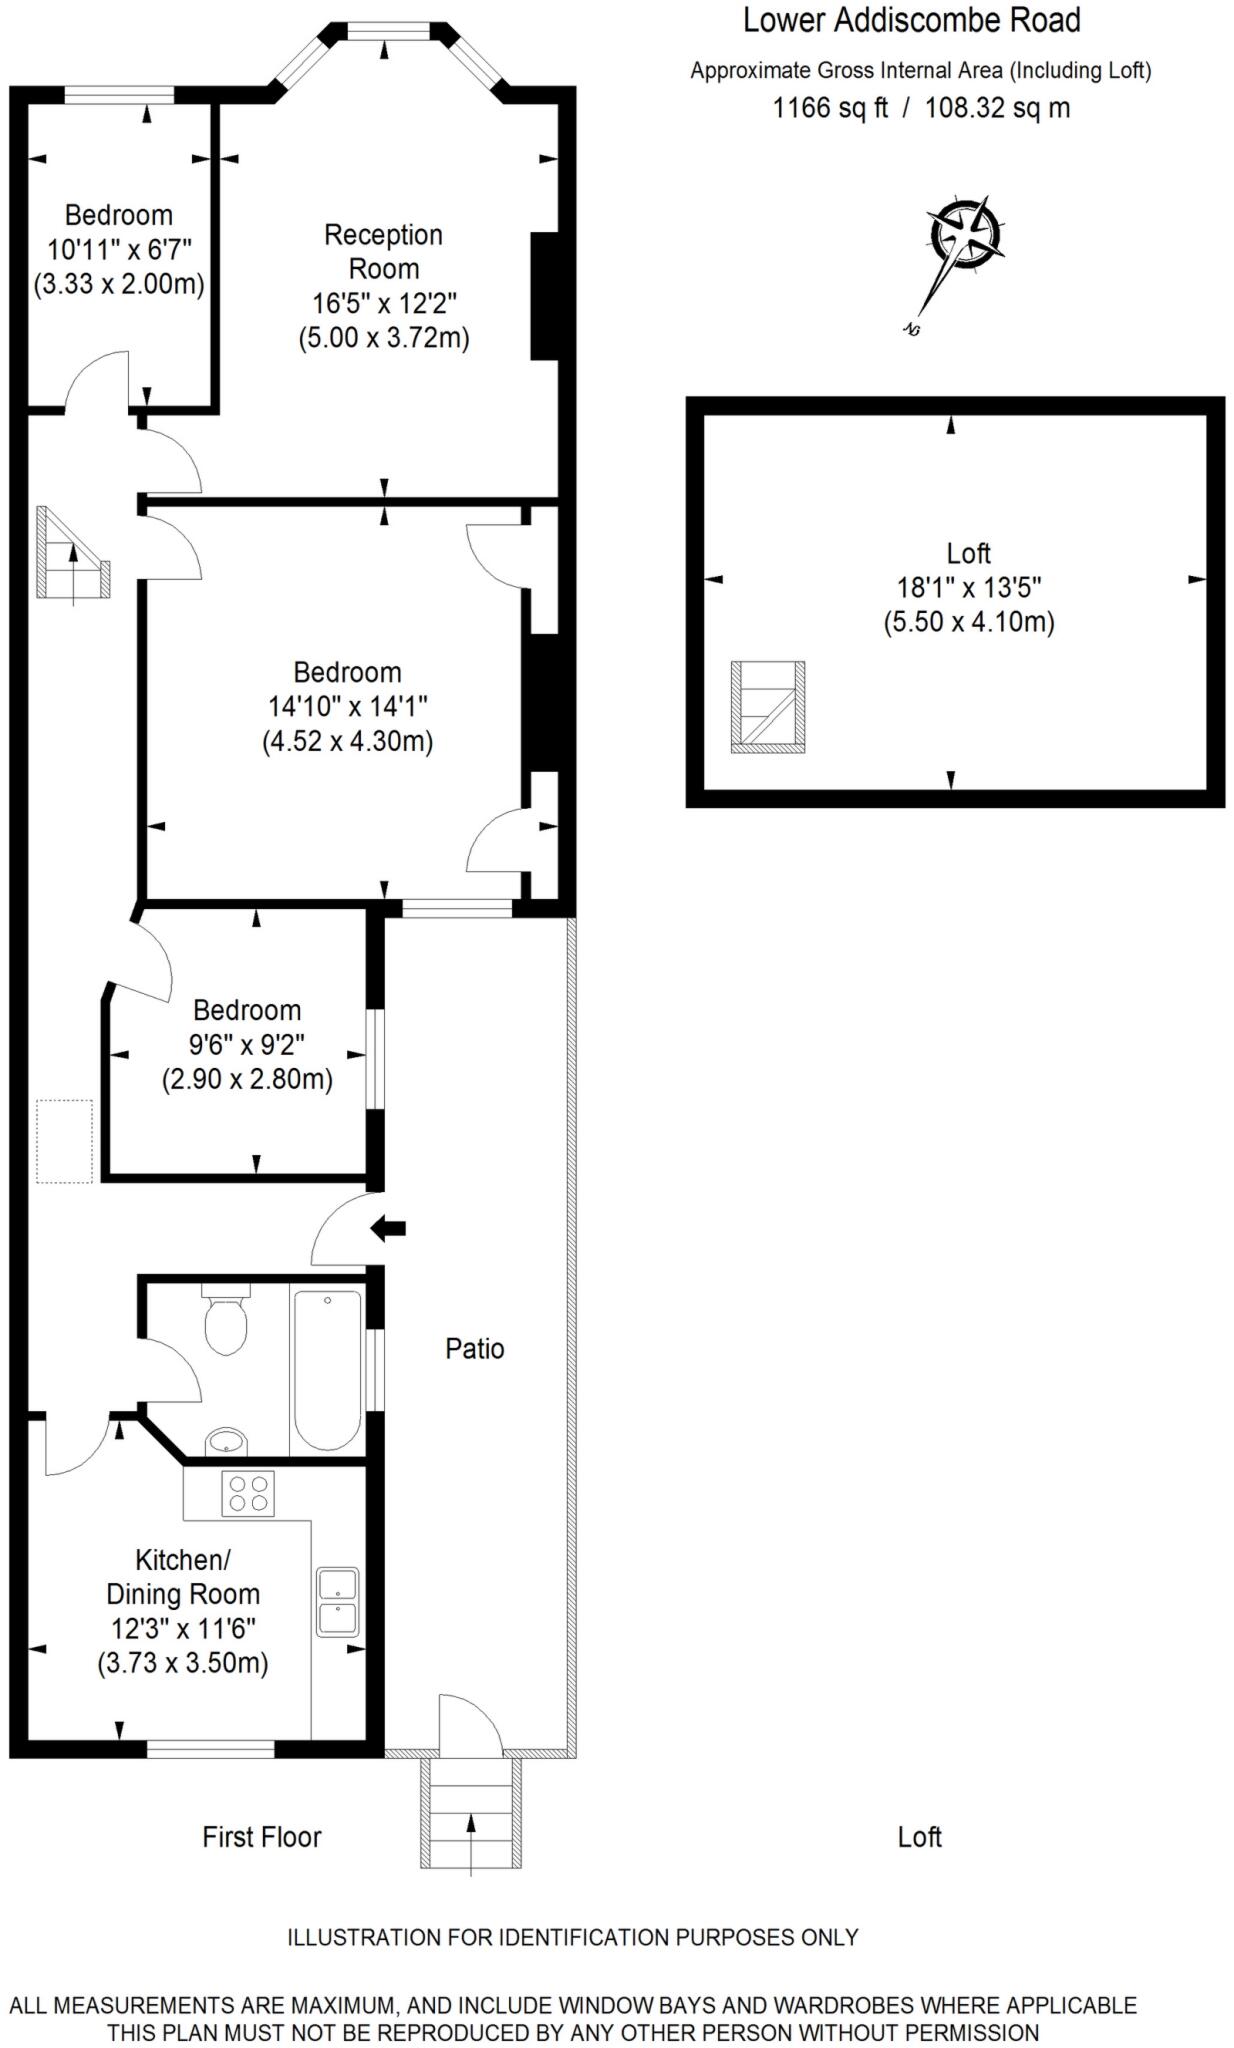 Lower Addiscombe Road
Approximate Gross Internal Area (Including Loft)
1166 sq ft / 108.32 sq m
Bedroom
10'11" x 6'7"
(3.33 x 2.00m)
Reception
Room
16'5" x 12'2"
(5.00 x 3.72m)
Loft
18'1" x 13'5"
(5.50 x 4.10m)
Bedroom
14'10" x 14'1"
(4.52 x 4.30m)
Bedroom
9'6" x 9'2"
(2.90 x 2.80m)
Patio
Kitchen/
Dining Room
12'3" x 11'6"
(3.73 x 3.50m)
First Floor
Loft
ILLUSTRATION FOR IDENTIFICATION PURPOSES ONLY
ALL MEASUREMENTS ARE MAXIMUM, AND INCLUDE WINDOW BAYS AND WARDROBES WHERE APPLICABLE
THIS PLAN MUST NOT BE REPRODUCED BY ANY OTHER PERSON WITHOUT PERMISSION